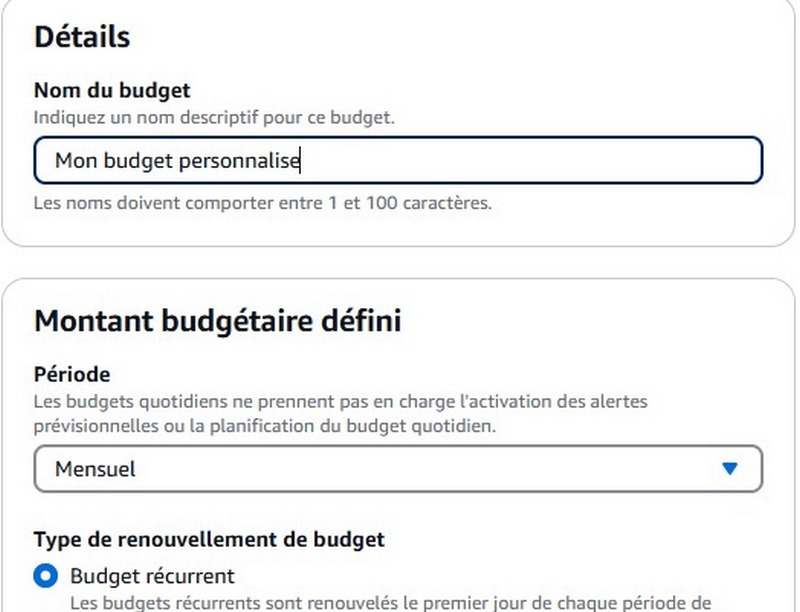 Détails
Nom du budget
Indiquez un nom descriptif pour ce budget.
Mon budget personnalise
Les noms doivent comporter entre 1 et 100 caractères.
Montant budgétaire défini
Période
Les budgets quotidiens ne prennent pas en charge l'activation des alertes
prévisionnelles ou la planification du budget quotidien.
Mensuel
Type de renouvellement de budget
Budget récurrent
Les budgets récurrents sont renouvelés le premier jour de chaque période de